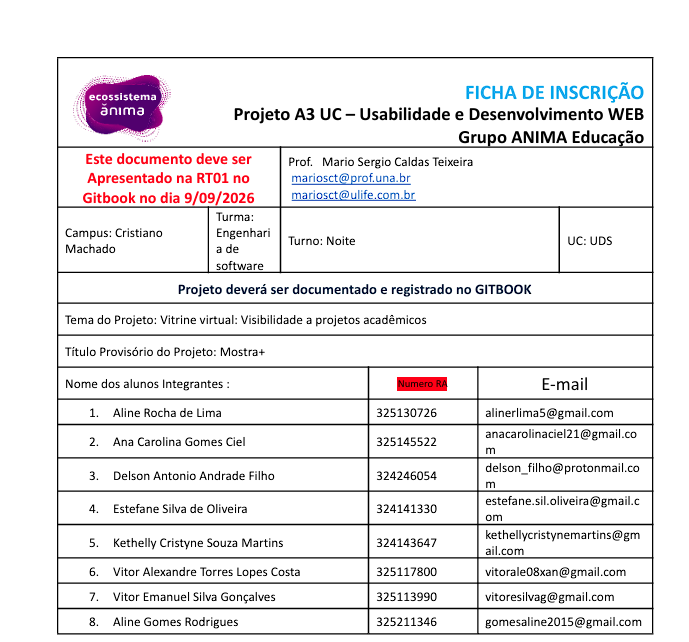 ecossistema
ănima
FICHA DE INSCRIÇÃO
Projeto A3 UC – Usabilidade e Desenvolvimento WEB
Grupo ANIMA Educação
Este documento deve ser
Apresentado na RT01 no
Gitbook no dia 9/09/2026
Prof. Mario Sergio Caldas Teixeira
mariosct@prof.una.br
mariosct@ulife.com.br
Campus: Cristiano
Machado
Turma:
Engenhari
a de
software
Turno: Noite
UC: UDS
Projeto deverá ser documentado e registrado no GITBOOK
Tema do Projeto: Vitrine virtual: Visibilidade a projetos acadêmicos
Título Provisório do Projeto: Mostra+
Nome dos alunos Integrantes :
Numero RA
E-mail
1. Aline Rocha de Lima 325130726 alinerlima5@gmail.com
2. Ana Carolina Gomes Ciel 325145522 anacarolinaciel21@gmail.co
m
3. Delson Antonio Andrade Filho 324246054 delson_filho@protonmail.co
m
4. Estefane Silva de Oliveira 324141330 estefane.sil.oliveira@gmail.c
om
5. Kethelly Cristyne Souza Martins 324143647 kethellycristynemartins@gm
ail.com
6. Vitor Alexandre Torres Lopes Costa 325117800 vitorale08xan@gmail.com
7. Vitor Emanuel Silva Gonçalves 325113990 vitoresilvag@gmail.com
8. Aline Gomes Rodrigues 325211346 gomesaline2015@gmail.com